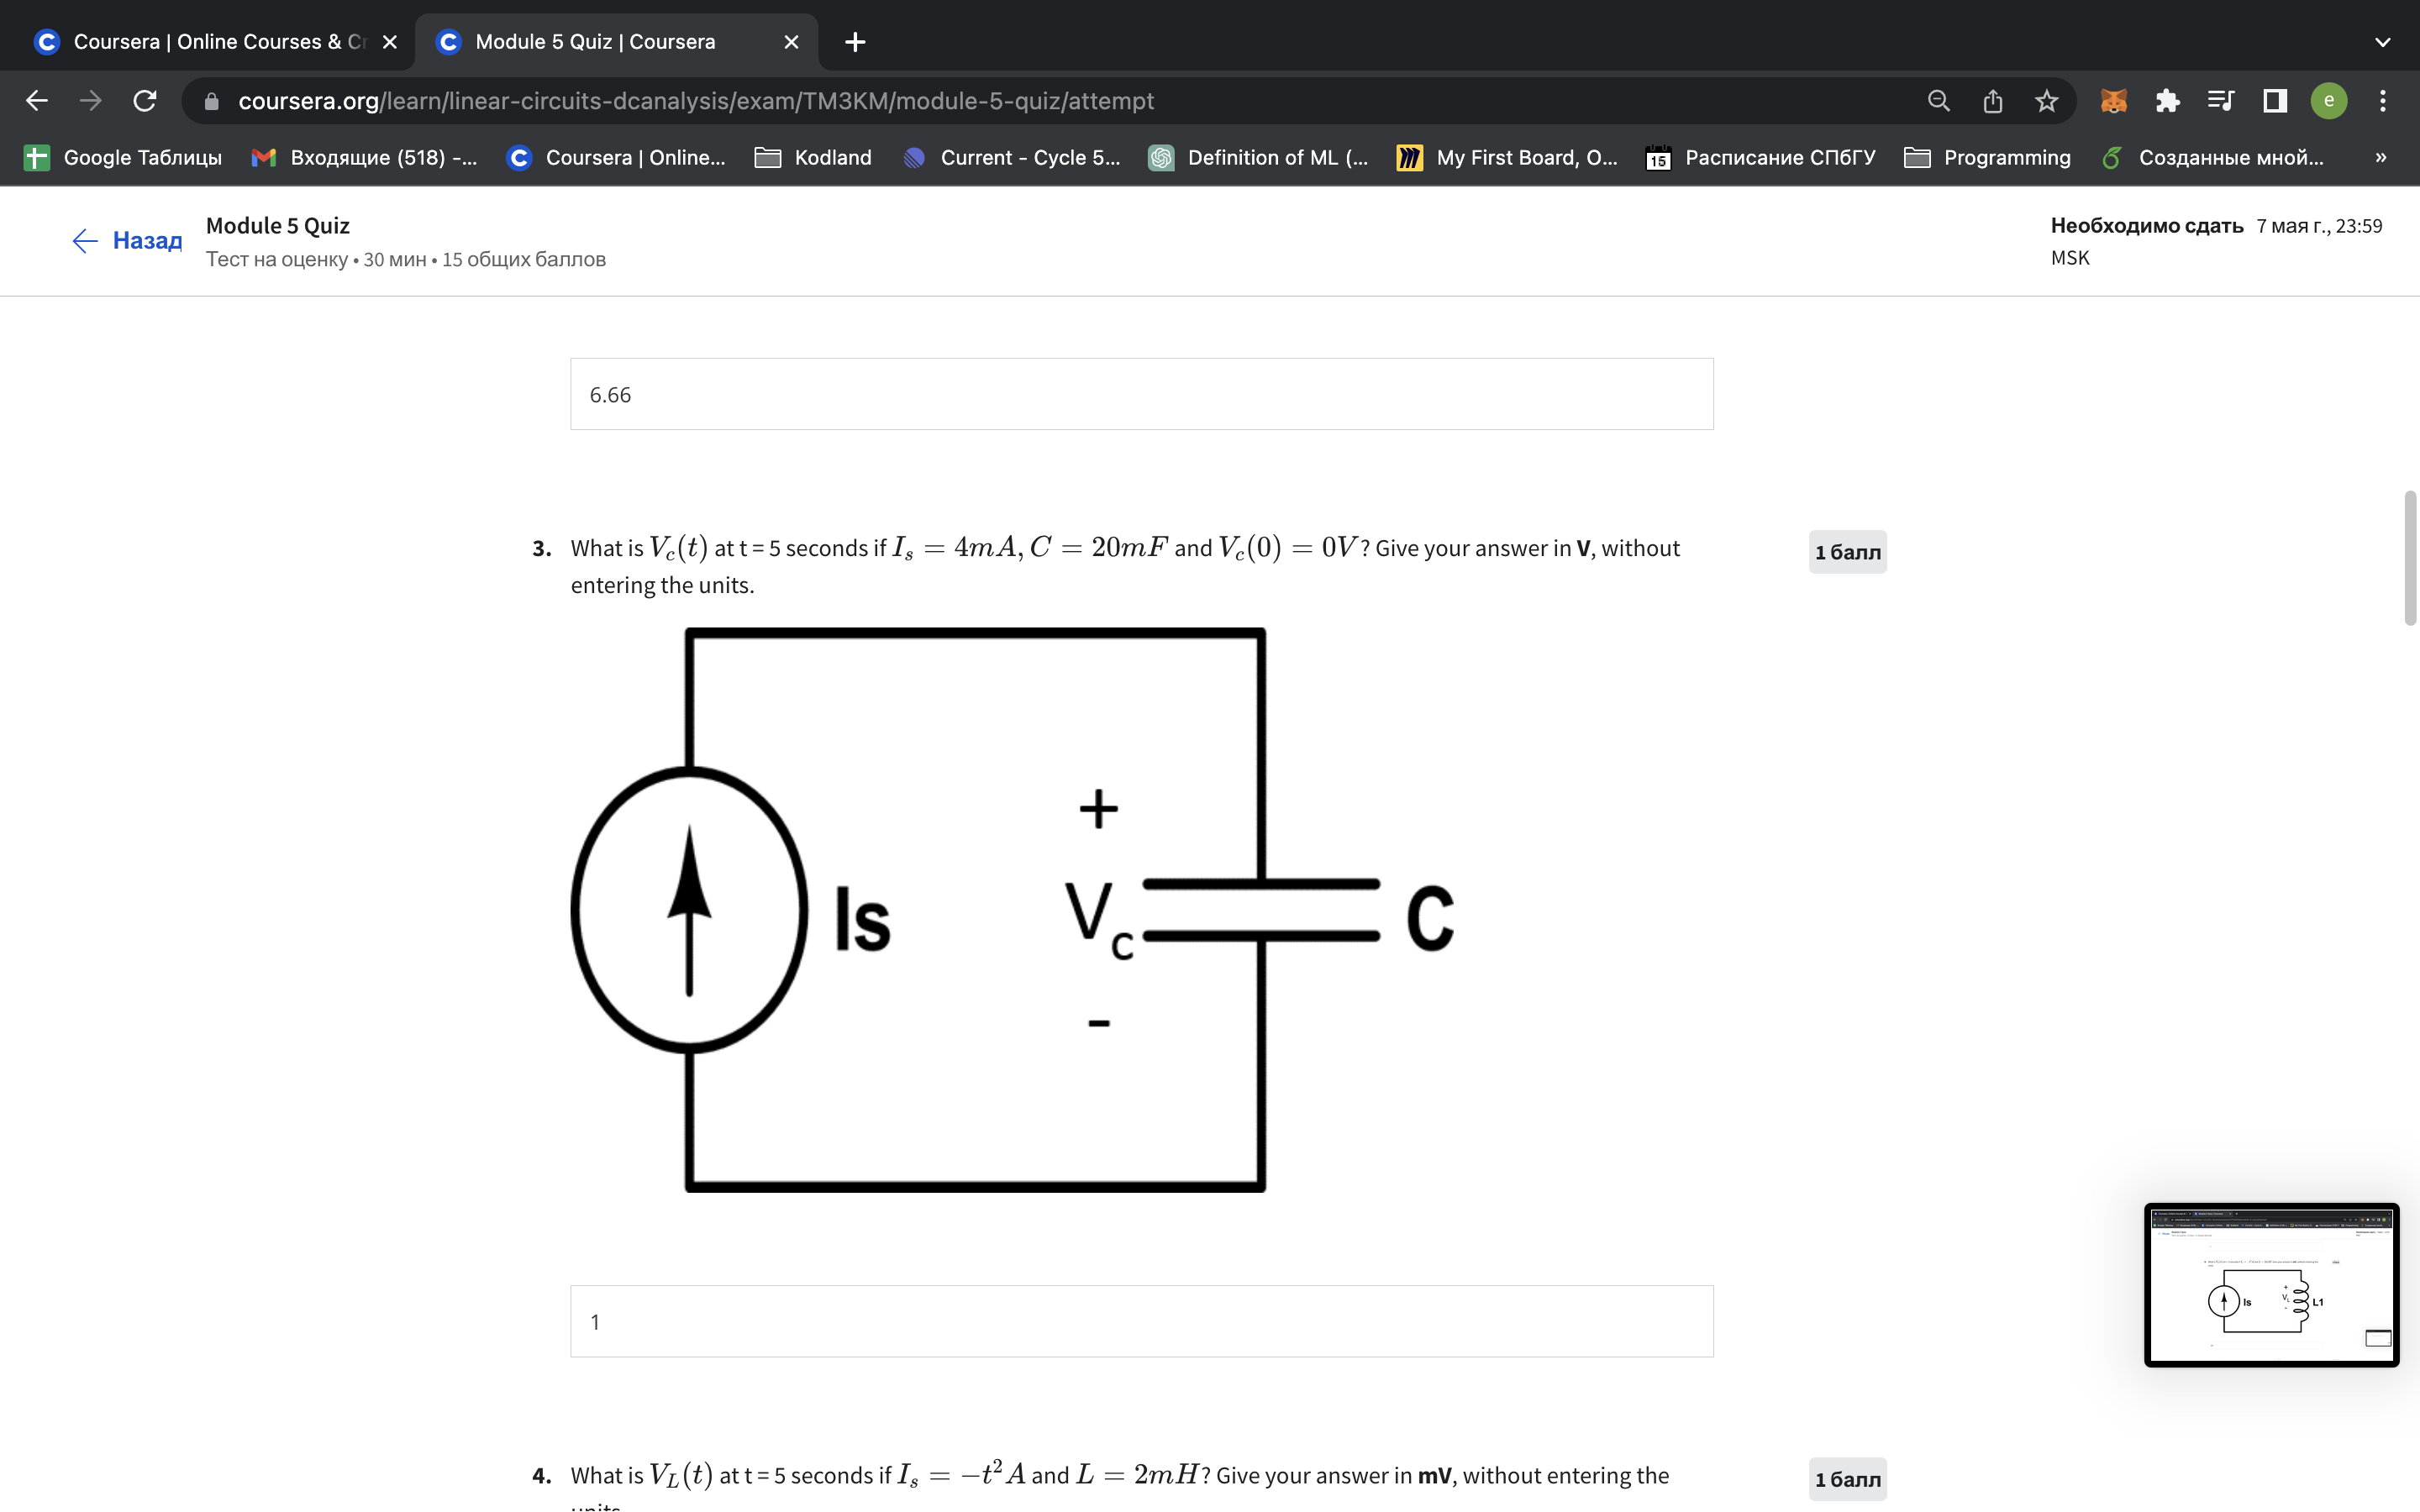 Coursera | Online Courses & Cr
Module 5 Quiz | Coursera
coursera.org/learn/linear-circuits-dcanalysis/exam/TM3KM/module-5-quiz/attempt
e
Google Таблицы
Входящие (518) -...
Coursera | Online...
Kodland
Current - Cycle 5...
Definition of ML (...
My First Board, O...
15
Расписание СПбГУ
Programming
Созданные мной...
»
Назад
Module 5 Quiz
Тест на оценку • 30 мин • 15 общих баллов
Необходимо сдать 7 мая г., 23:59
MSK
6.66
3. What is V_c(t) at t = 5 seconds if I_s = 4mA, C = 20mF and V_c(0) = 0V? Give your answer in V, without
entering the units.
1 балл
+
Is
V_c
C
-
1
4. What is V_L(t) at t = 5 seconds if I_s = −t² A and L = 2mH? Give your answer in mV, without entering the
1 балл
Is
L1